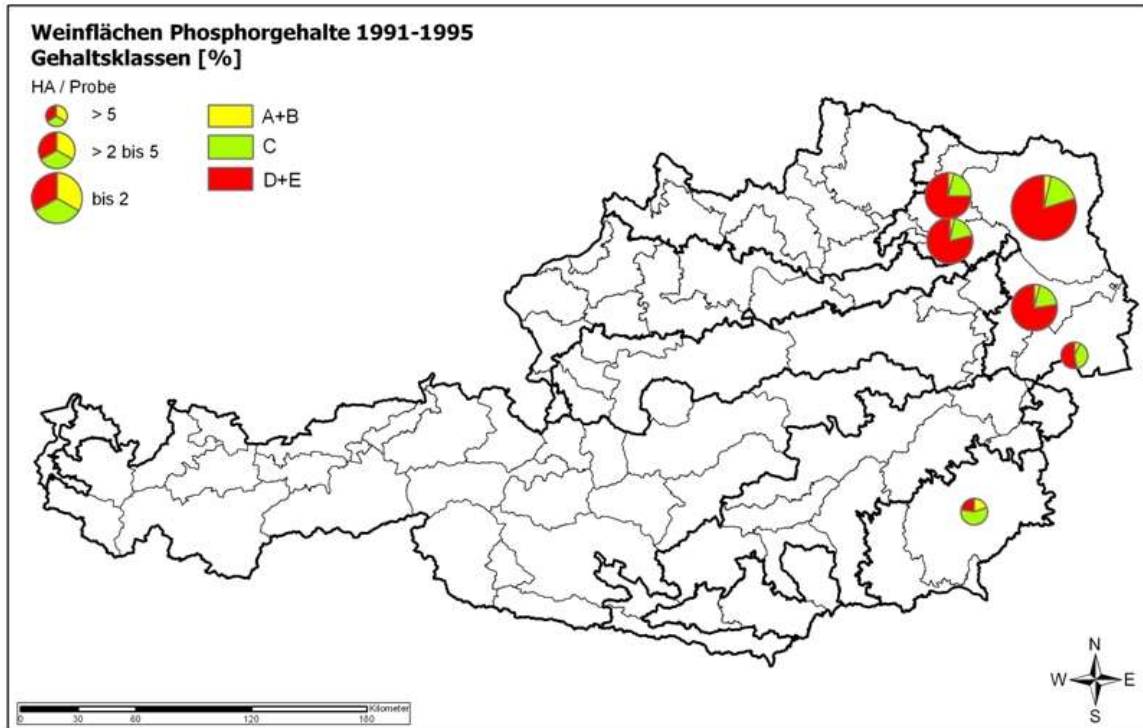 Weinflächen Phosphorgehalte 1991-1995
Gehaltsklassen [%]
HA / Probe
> 5
> 2 bis 5
bis 2
A+B
C
D+E
N
W E
S
Kilometer
0 30 60 120 180